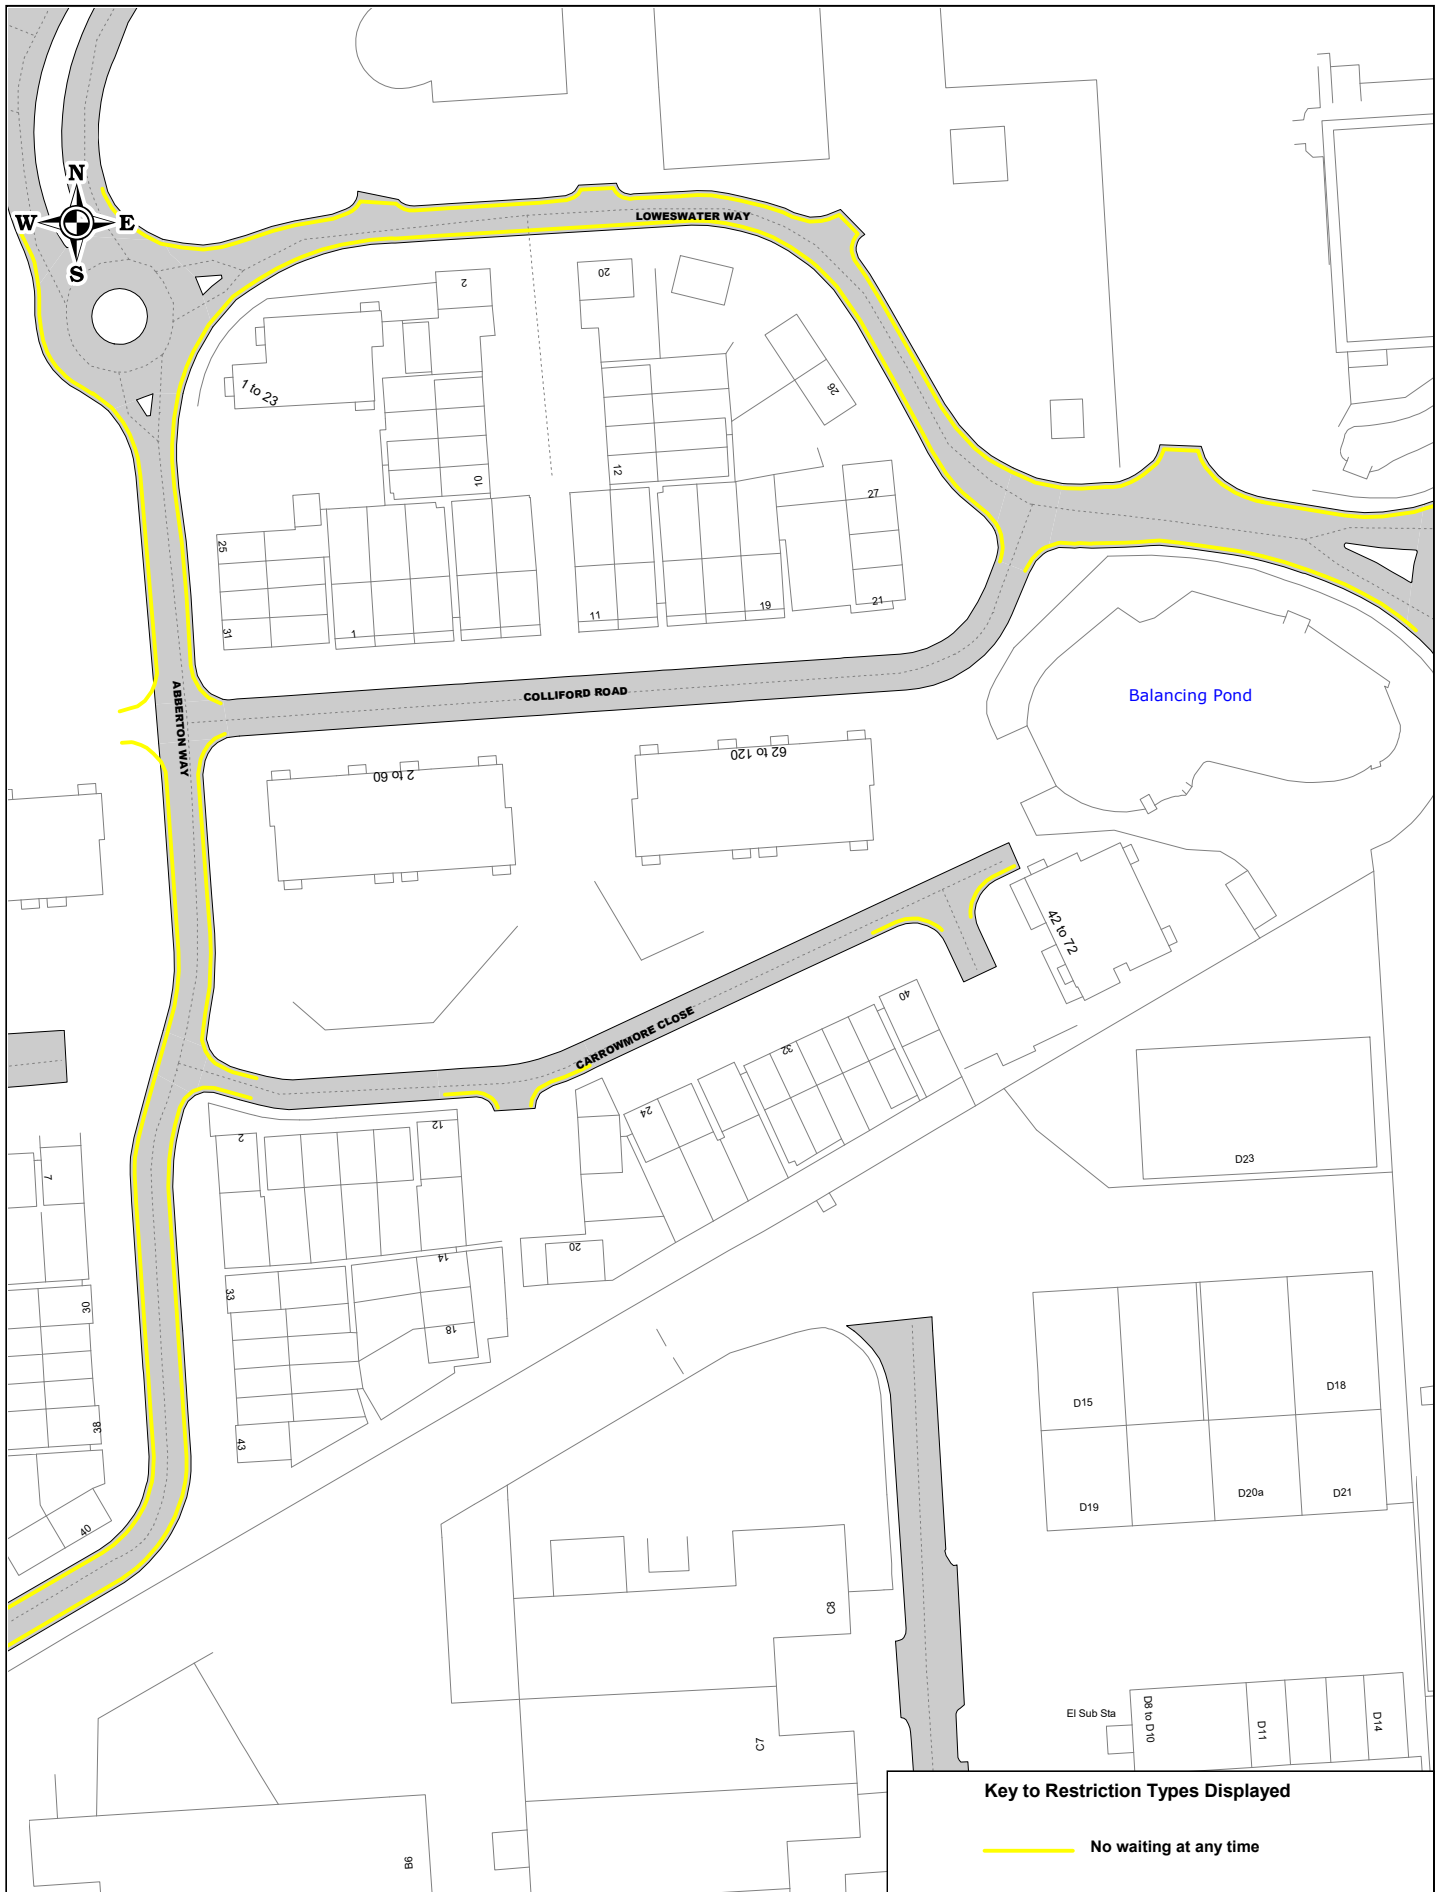 N
W E
S
LOWESWATER WAY
2
20
1 to 23
26
10
12
27
25
31
1
11
19
21
ABBERTON WAY
COLLIFORD ROAD
Balancing Pond
2 to 60
62 to 120
42 to 72
CARROWMORE CLOSE
40
32
24
2
12
7
D23
20
14
33
30
18
D15
D18
38
43
D19
D20a
D21
40
C8
El Sub Sta
D8 to D10
D11
D14
C7
B6
Key to Restriction Types Displayed
No waiting at any time